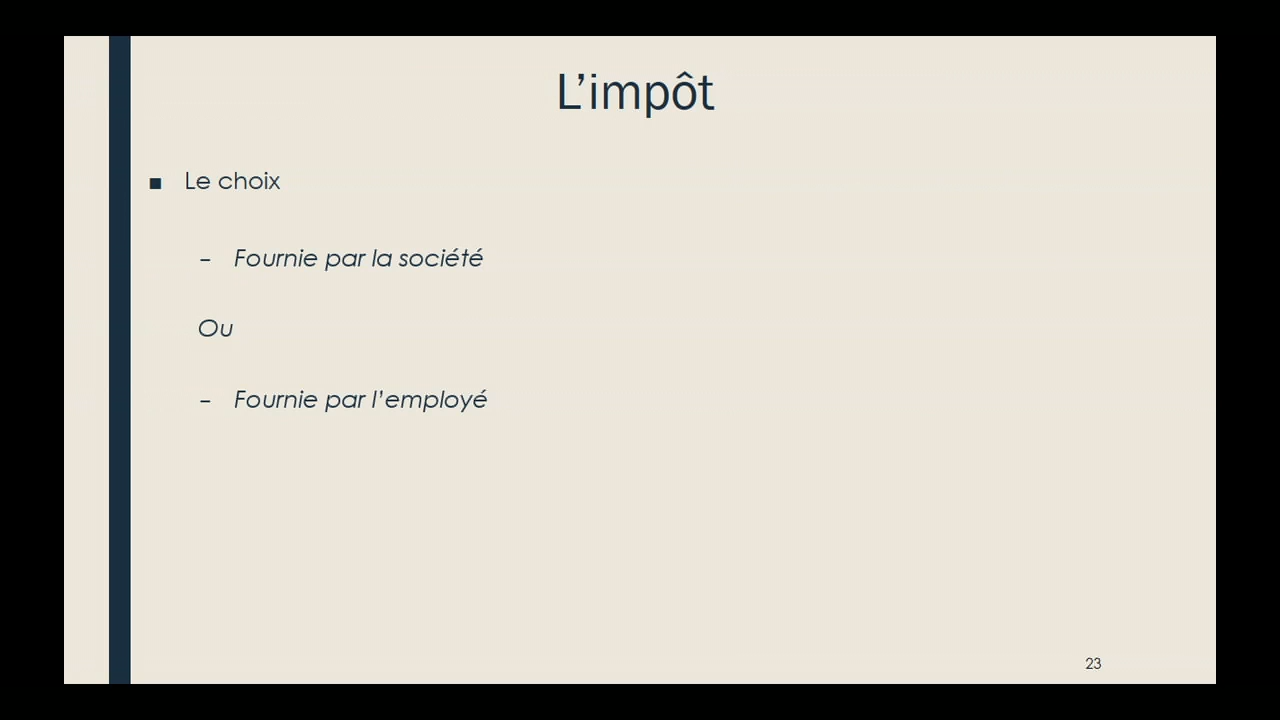 L’impôt
▪ Le choix
– Fournie par la société
Ou
– Fournie par l’employé
23